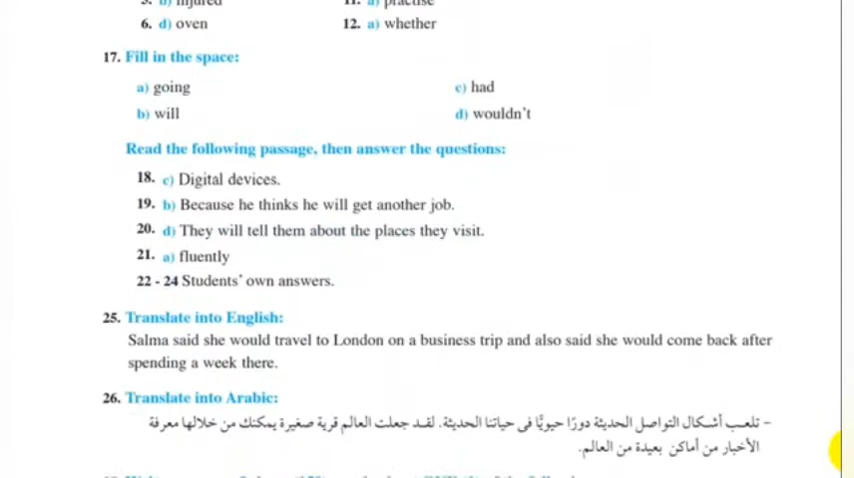 5. b) injured 11. a) practise
6. d) oven 12. a) whether
17. Fill in the space:
a) going c) had
b) will d) wouldn't
Read the following passage, then answer the questions:
18. c) Digital devices.
19. b) Because he thinks he will get another job.
20. d) They will tell them about the places they visit.
21. a) fluently
22 - 24 Students' own answers.
25. Translate into English:
Salma said she would travel to London on a business trip and also said she would come back after
spending a week there.
26. Translate into Arabic:
- تلعب أشكال التواصل الحديثة دورًا حيويًّا فى حياتنا الحديثة. لقد جعلت العالم قرية صغيرة يمكنك من خلالها معرفة
الأخبار من أماكن بعيدة من العالم.